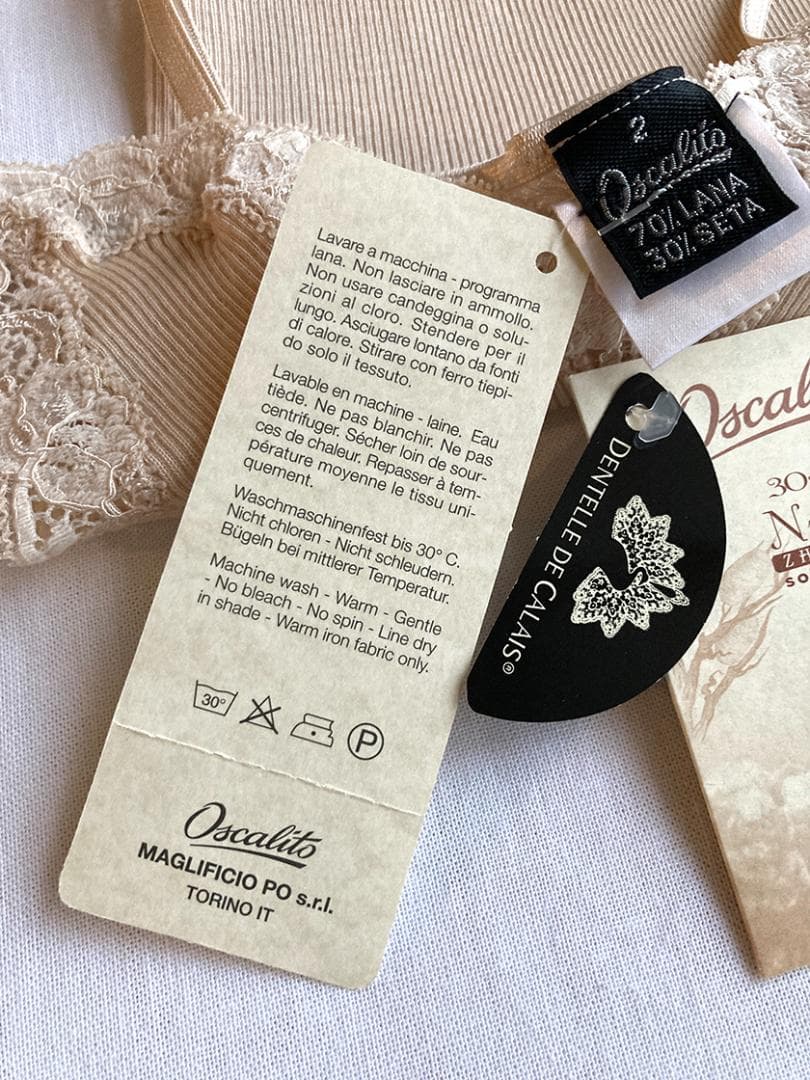 Lavare a macchina - programma
lana. Non lasciare in ammollo.
Non usare candeggina o solu-
zioni al cloro. Stendere per il
lungo. Asciugare lontano da fonti
di calore. Stirare con ferro tiepi-
do solo il tessuto.
Lavable en machine - laine. Eau
tiède. Ne pas blanchir. Ne pas
centrifuger. Sécher loin de sour-
ces de chaleur. Repasser à tem-
pérature moyenne le tissu uni-
quement.
Waschmaschinenfest bis 30° C.
Nicht chloren - Nicht schleudern.
Bügeln bei mittlerer Temperatur.
Machine wash - Warm - Gentle
- No bleach - No spin - Line dry
in shade - Warm iron fabric only.
30° P
Oscalito
MAGLIFICIO PO s.r.l.
TORINO IT
2
Oscalito
70%LANA
30%SETA
DENTELLE DE CALAIS®